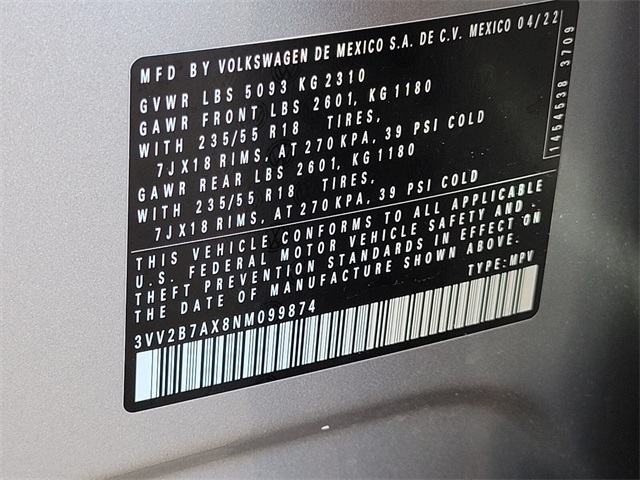 MFD BY VOLKSWAGEN DE MEXICO S.A. DE C.V. MEXICO 04/22
GVWR LBS 5093 KG 2310
GAWR FRONT LBS 2601, KG 1180
WITH 235/55 R18 TIRES,
7JX18 RIMS, AT 270 KPA, 39 PSI COLD
GAWR REAR LBS 2601, KG 1180
WITH 235/55 R18 TIRES,
7JX18 RIMS, AT 270 KPA, 39 PSI COLD
THIS VEHICLE CONFORMS TO ALL APPLICABLE
U.S. FEDERAL MOTOR VEHICLE SAFETY AND
THEFT PREVENTION STANDARDS IN EFFECT ON
THE DATE OF MANUFACTURE SHOWN ABOVE.
TYPE: MPV
3VV2B7AX8NM099874
1454538 3709